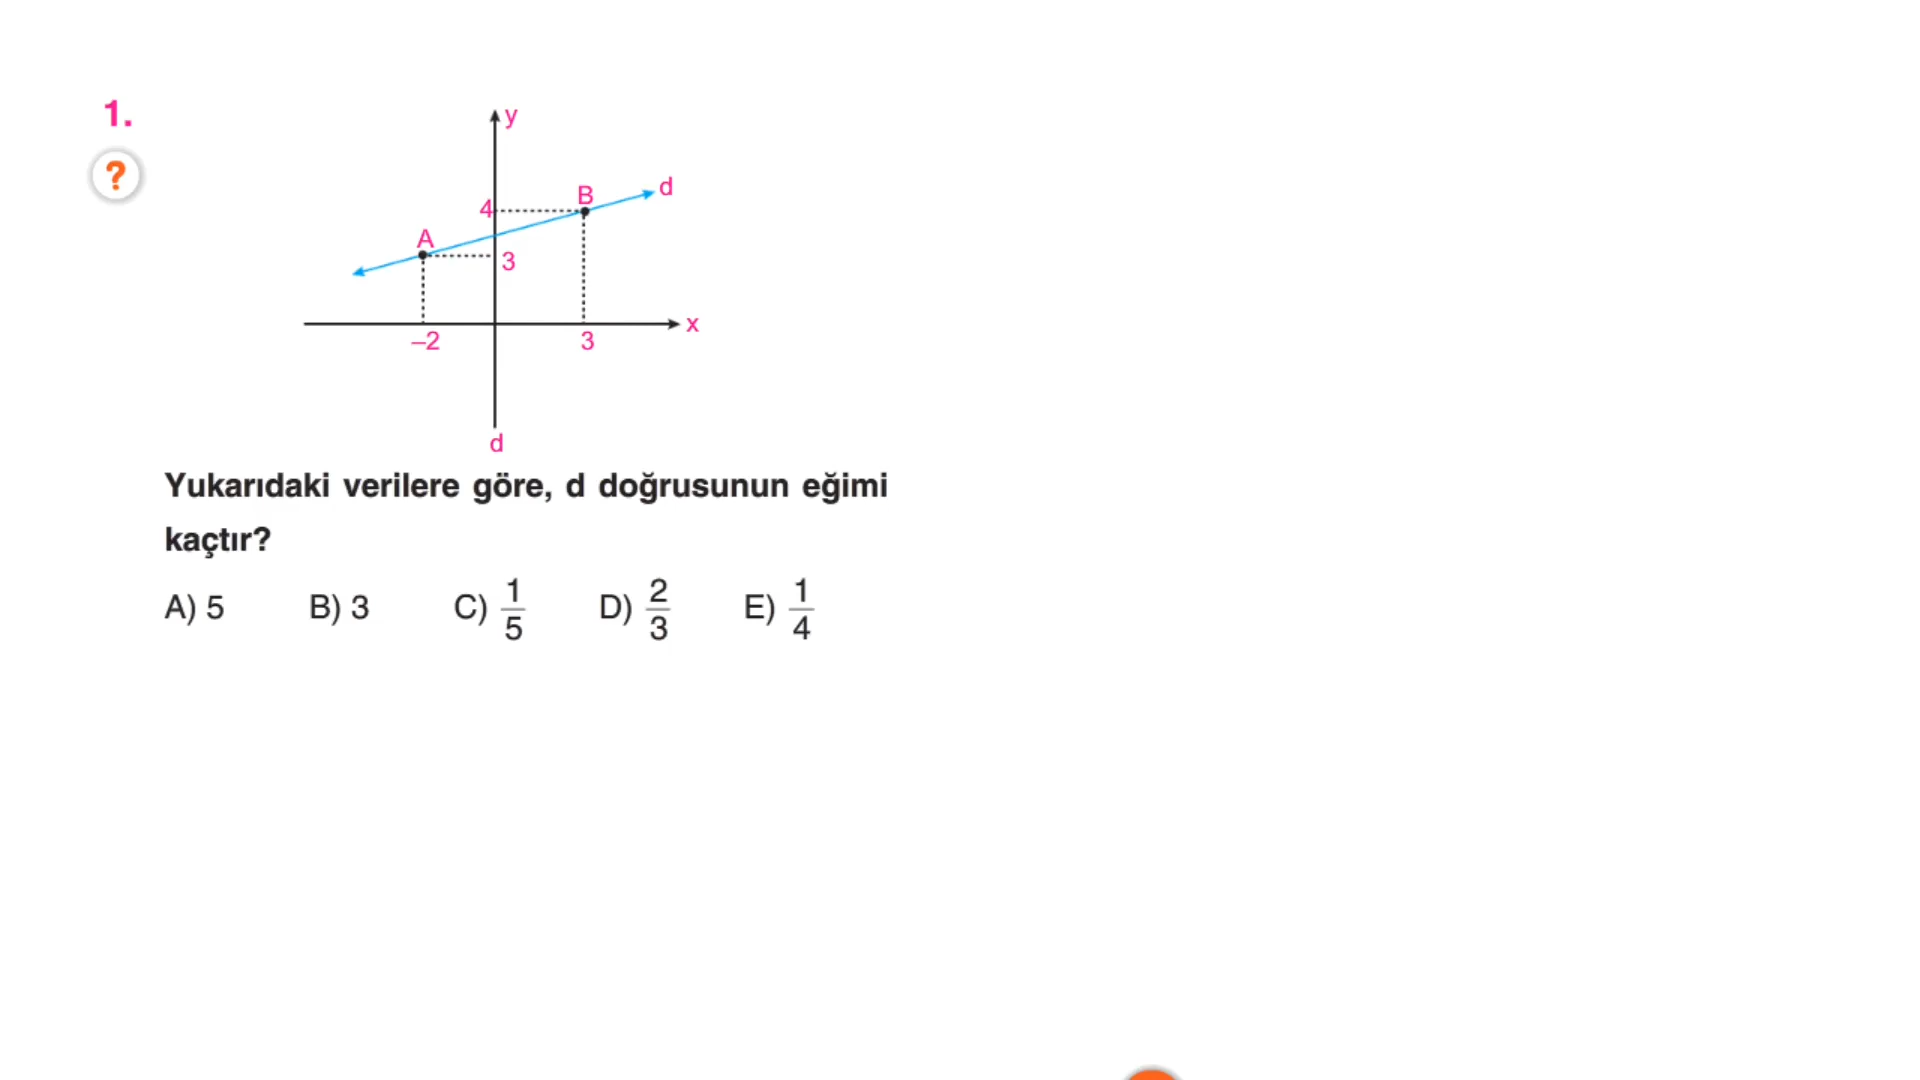 1.
?
y
B
d
4
A
3
x
–2
3
d
Yukarıdaki verilere göre, d doğrusunun eğimi
kaçtır?
A) 5 B) 3 C) 1/5 D) 2/3 E) 1/4